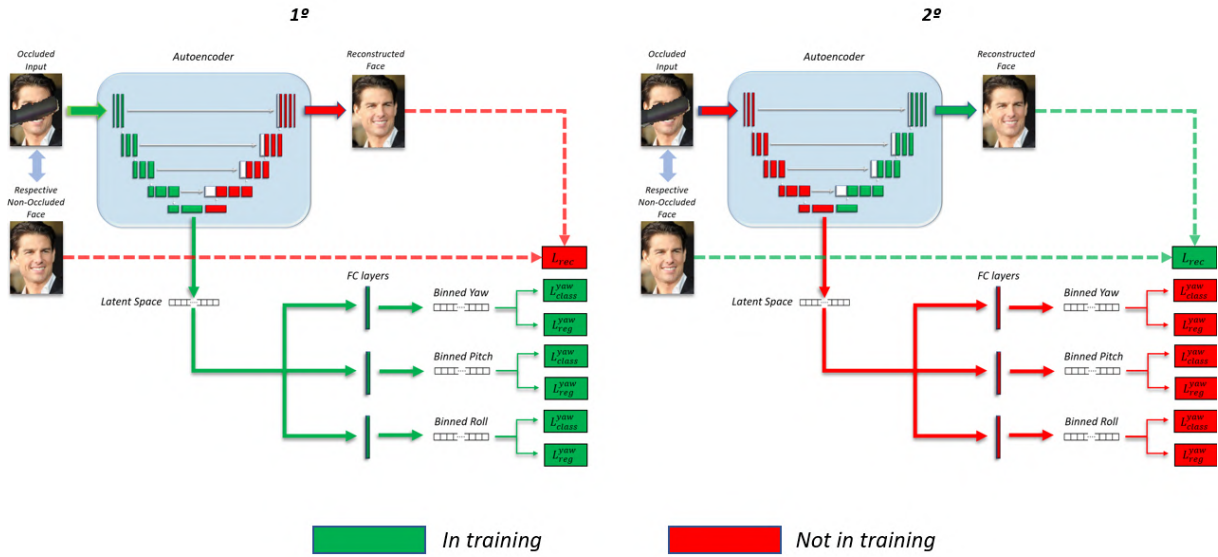 1º
Occluded
Input
Autoencoder
Reconstructed
Face
Respective
Non-Occluded
Face
L_rec
FC layers
Latent Space
Binned Yaw
L_class^yaw
L_reg^yaw
Binned Pitch
L_class^yaw
L_reg^yaw
Binned Roll
L_class^yaw
L_reg^yaw
2º
Occluded
Input
Autoencoder
Reconstructed
Face
Respective
Non-Occluded
Face
L_rec
FC layers
Latent Space
Binned Yaw
L_class^yaw
L_reg^yaw
Binned Pitch
L_class^yaw
L_reg^yaw
Binned Roll
L_class^yaw
L_reg^yaw
In training
Not in training